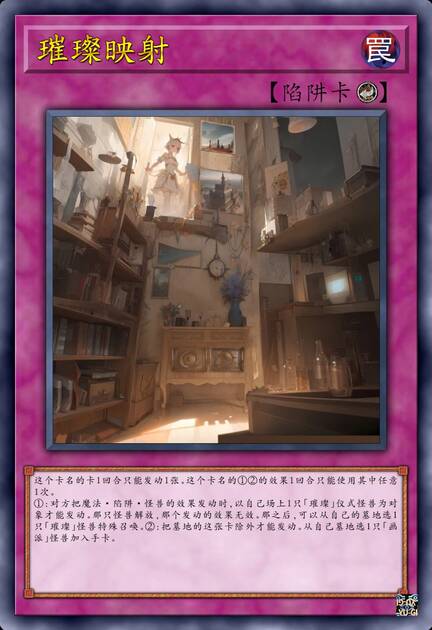 璀璨映射
罠
【陷阱卡】
这个卡名的卡1回合只能发动1张。这个卡名的①②的效果1回合只能使用其中任意
1次。
①:对方把魔法·陷阱·怪兽的效果发动时,以自己场上1只「璀璨」仪式怪兽为对
象才能发动。那只怪兽解放,那个发动的效果无效。那之后,可以从自己的墓地选1
只「璀璨」怪兽特殊召唤。②:把墓地的这张卡除外才能发动。从自己墓地选1只「画
派」怪兽加入手卡。